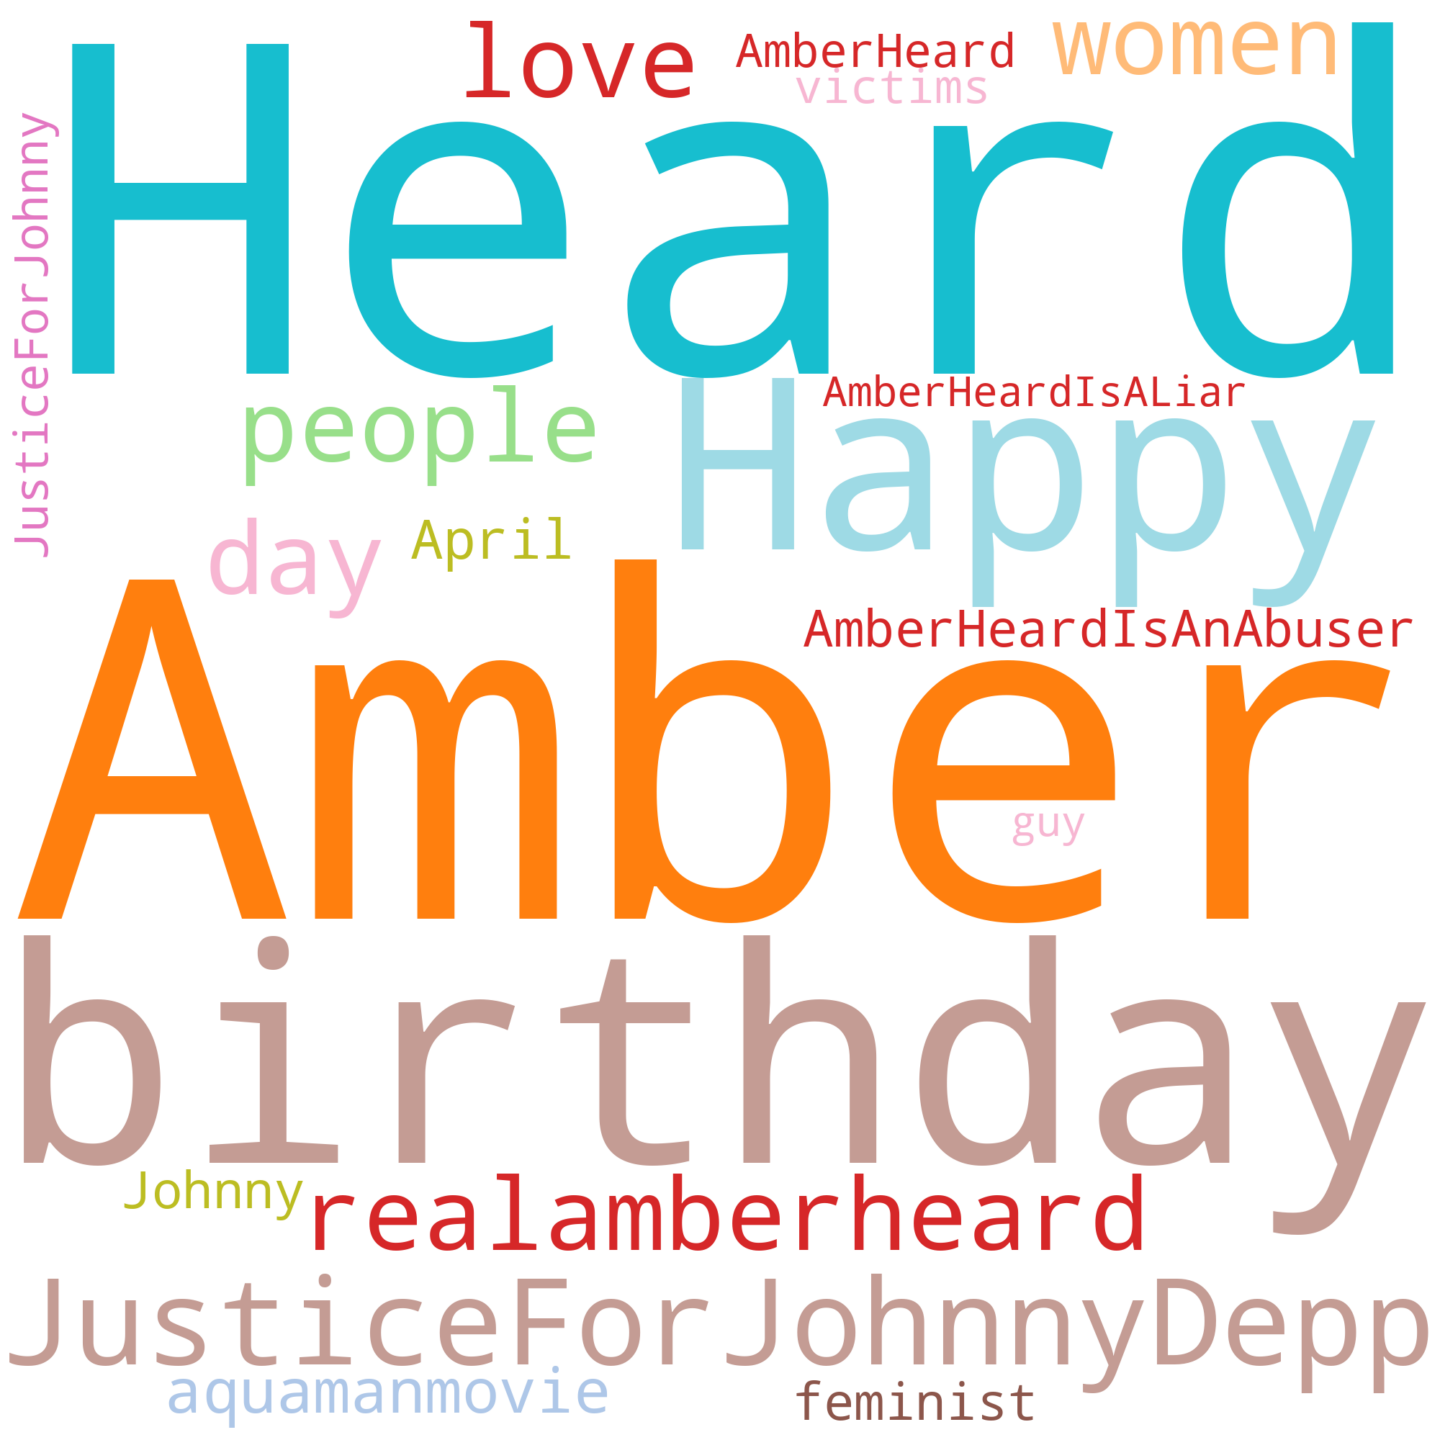 love
AmberHeard
women
victims
Heard
JusticeForJohnny
people
Happy
AmberHeardIsALiar
day
April
AmberHeardIsAnAbuser
Amber
guy
birthday
Johnny
realamberheard
JusticeForJohnnyDepp
aquamanmovie
feminist